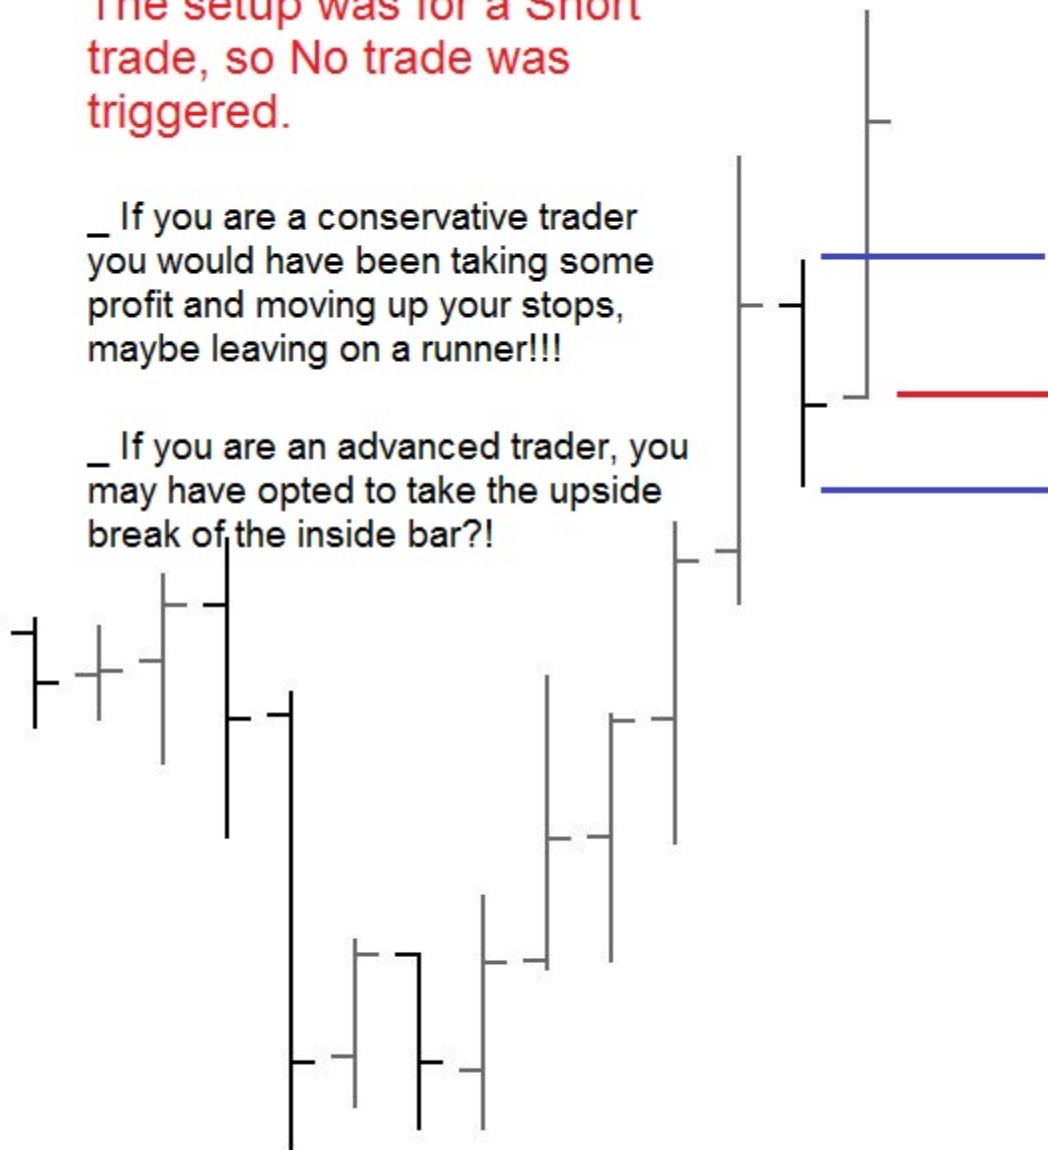 The setup was for a Short
trade, so No trade was
triggered.
_ If you are a conservative trader
you would have been taking some
profit and moving up your stops,
maybe leaving on a runner!!!
_ If you are an advanced trader, you
may have opted to take the upside
break of the inside bar?!